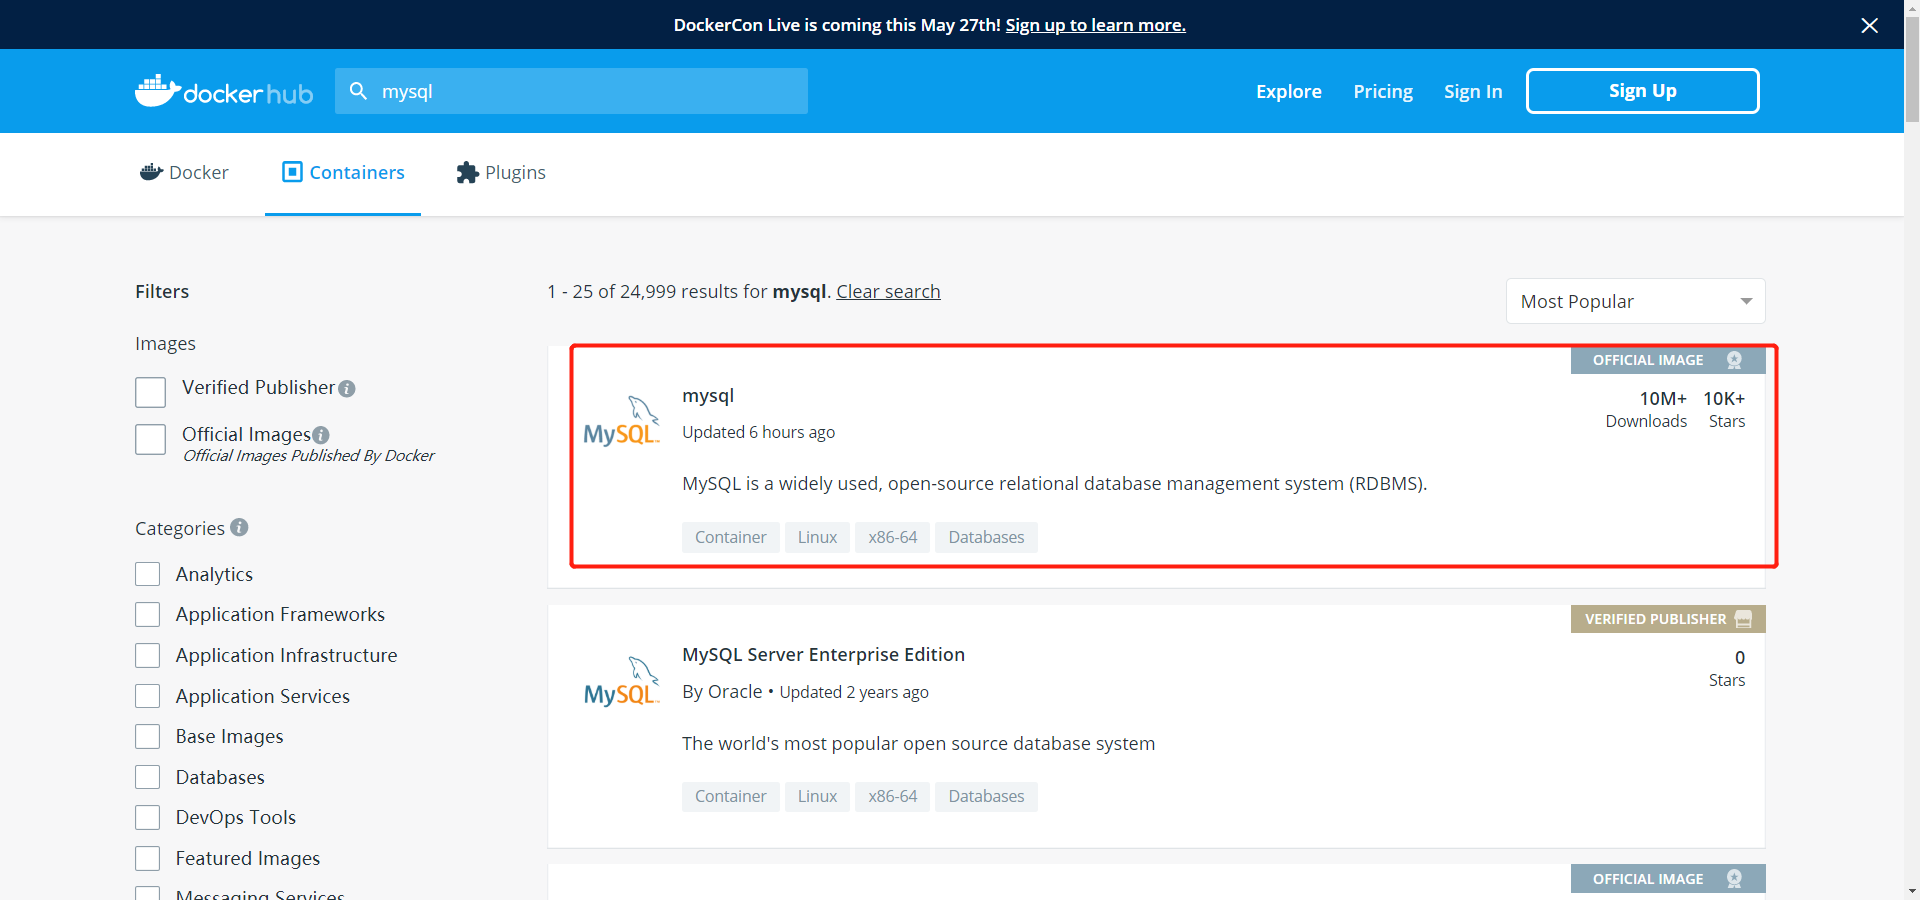 DockerCon Live is coming this May 27th! Sign up to learn more.
docker hub
mysql
Explore Pricing Sign In Sign Up
Docker Containers Plugins
Filters
Images
Verified Publisher
Official Images
Official Images Published By Docker
Categories
Analytics
Application Frameworks
Application Infrastructure
Application Services
Base Images
Databases
DevOps Tools
Featured Images
Messaging Services
1 - 25 of 24,999 results for mysql. Clear search
Most Popular
OFFICIAL IMAGE
MySQL
mysql
Updated 6 hours ago
10M+ Downloads
10K+ Stars
MySQL is a widely used, open-source relational database management system (RDBMS).
Container Linux x86-64 Databases
VERIFIED PUBLISHER
MySQL
MySQL Server Enterprise Edition
By Oracle • Updated 2 years ago
0 Stars
The world's most popular open source database system
Container Linux x86-64 Databases
OFFICIAL IMAGE